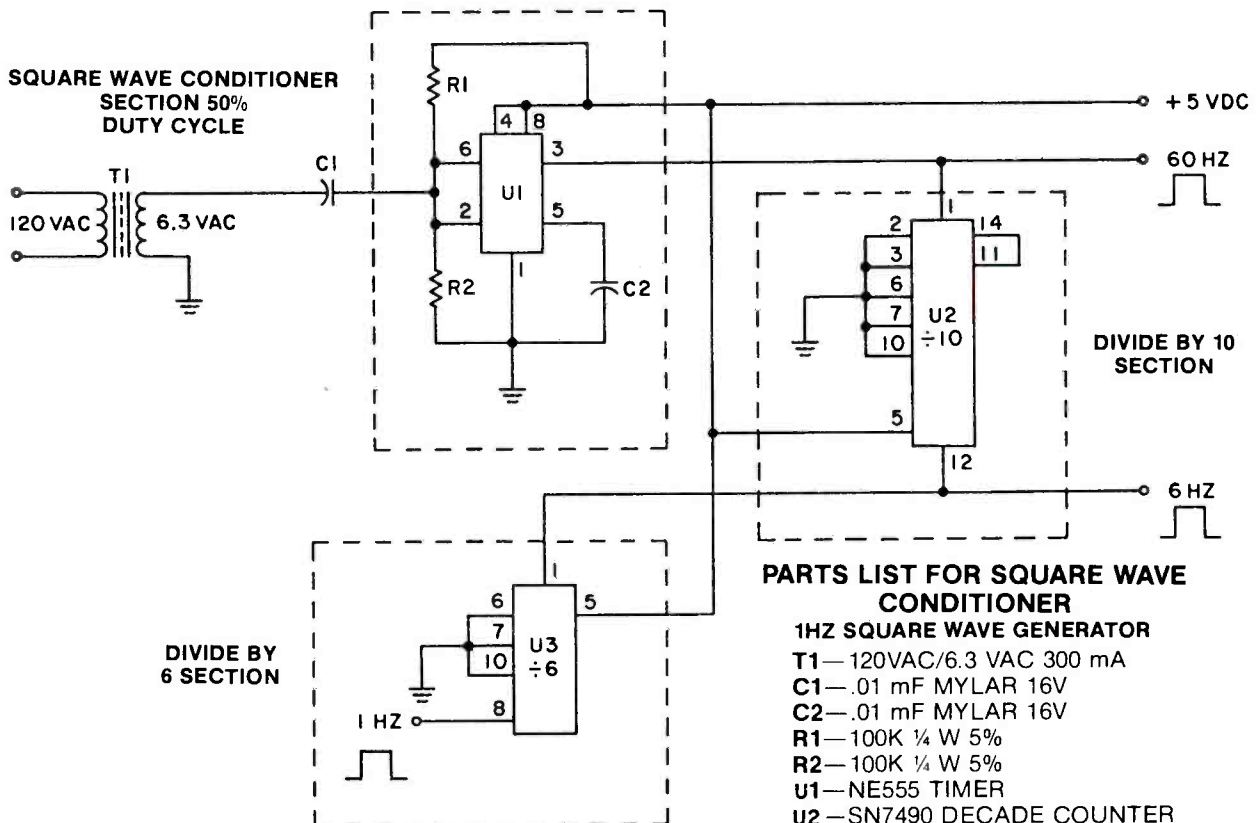 SQUARE WAVE CONDITIONER
SECTION 50%
DUTY CYCLE
T1
120 VAC
6.3 VAC
C1
R1
R2
4 8
6
3
2
5
U1
1
C2
+5 VDC
60 HZ
1
2
14
3
11
6
7
10
U2
÷10
5
12
DIVIDE BY 10
SECTION
6 HZ
DIVIDE BY
6 SECTION
1
6
5
7
10
U3
÷6
8
1 HZ
PARTS LIST FOR SQUARE WAVE
CONDITIONER
1HZ SQUARE WAVE GENERATOR
T1—120VAC/6.3 VAC 300 mA
C1—.01 mF MYLAR 16V
C2—.01 mF MYLAR 16V
R1—100K ¼ W 5%
R2—100K ¼ W 5%
U1—NE555 TIMER
U2—SN7490 DECADE COUNTER